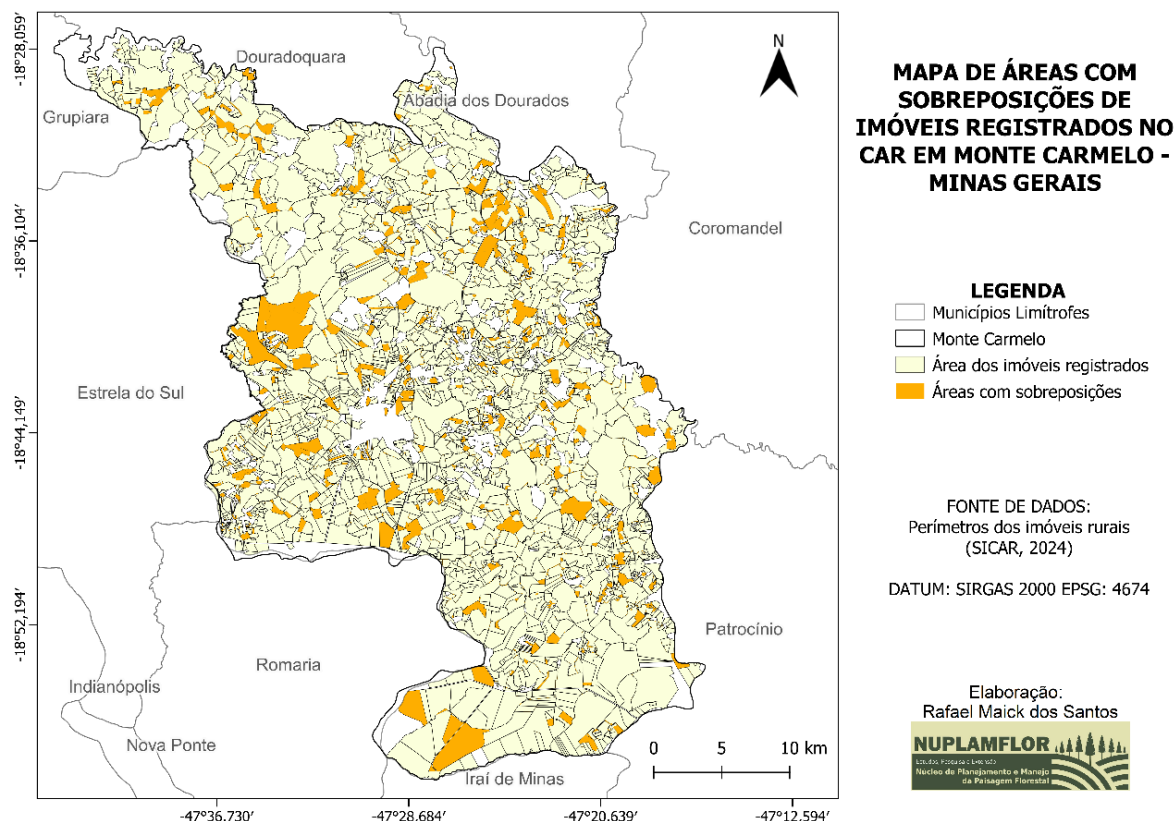 MAPA DE ÁREAS COM
SOBREPOSIÇÕES DE
IMÓVEIS REGISTRADOS NO
CAR EM MONTE CARMELO -
MINAS GERAIS
N
Douradoquara
Abadia dos Dourados
Grupiara
Coromandel
Estrela do Sul
Patrocínio
Romaria
Indianópolis
Nova Ponte
Iraí de Minas
-18°28,059′
-18°36,104′
-18°44,149′
-18°52,194′
-47°36.730′
-47°28.684′
-47°20.639′
-47°12.594′
0 5 10 km
LEGENDA
Municípios Limítrofes
Monte Carmelo
Área dos imóveis registrados
Áreas com sobreposições
FONTE DE DADOS:
Perímetros dos imóveis rurais
(SICAR, 2024)
DATUM: SIRGAS 2000 EPSG: 4674
Elaboração:
Rafael Maick dos Santos
NUPLAMFLOR
Estudos, Pesquisa e Extensão
Núcleo de Planejamento e Manejo
da Paisagem Florestal